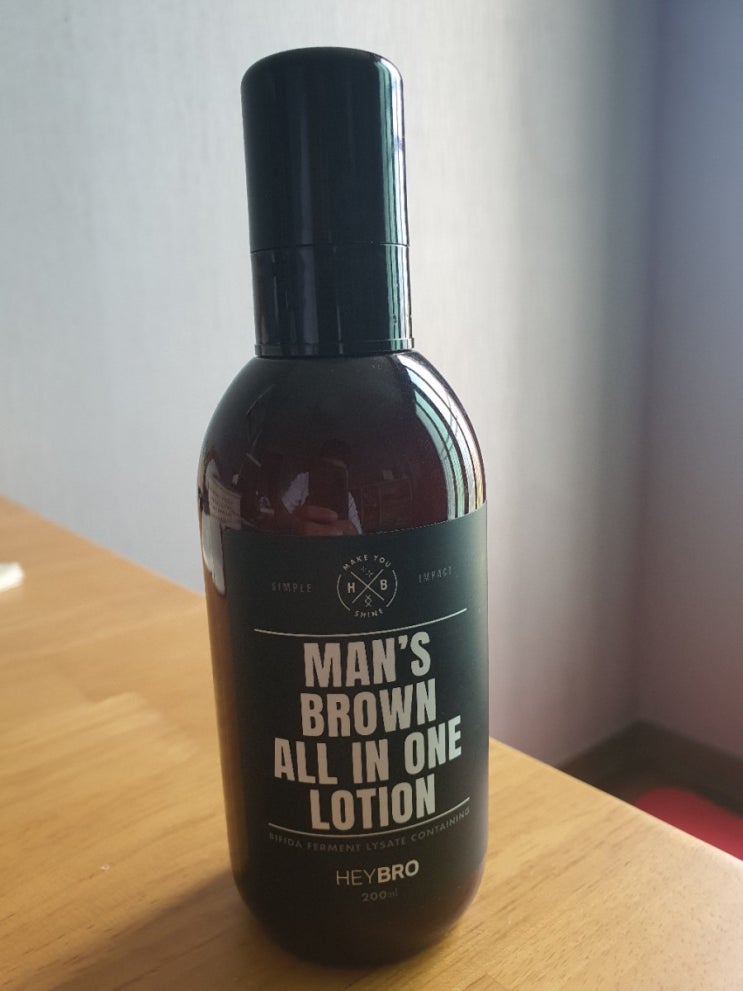 MAKE YOU
SIMPLE H B IMPACT
SHINE
MAN'S
BROWN
ALL IN ONE
LOTION
BIFIDA FERMENT LYSATE CONTAINING
HEYBRO
200ml